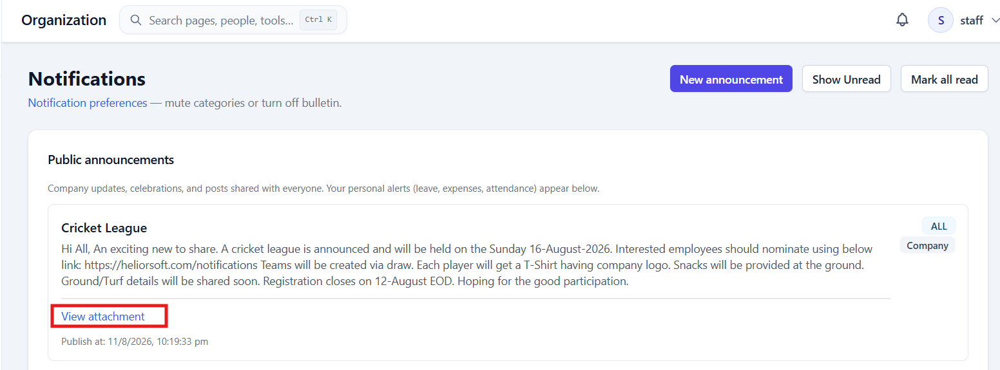 Organization
Search pages, people, tools...
Ctrl K
S
staff
Notifications
New announcement
Show Unread
Mark all read
Notification preferences — mute categories or turn off bulletin.
Public announcements
Company updates, celebrations, and posts shared with everyone. Your personal alerts (leave, expenses, attendance) appear below.
Cricket League
ALL
Company
Hi All, An exciting new to share. A cricket league is announced and will be held on the Sunday 16-August-2026. Interested employees should nominate using below
link: https://heliorsoft.com/notifications Teams will be created via draw. Each player will get a T-Shirt having company logo. Snacks will be provided at the ground.
Ground/Turf details will be shared soon. Registration closes on 12-August EOD. Hoping for the good participation.
View attachment
Publish at: 11/8/2026, 10:19:33 pm